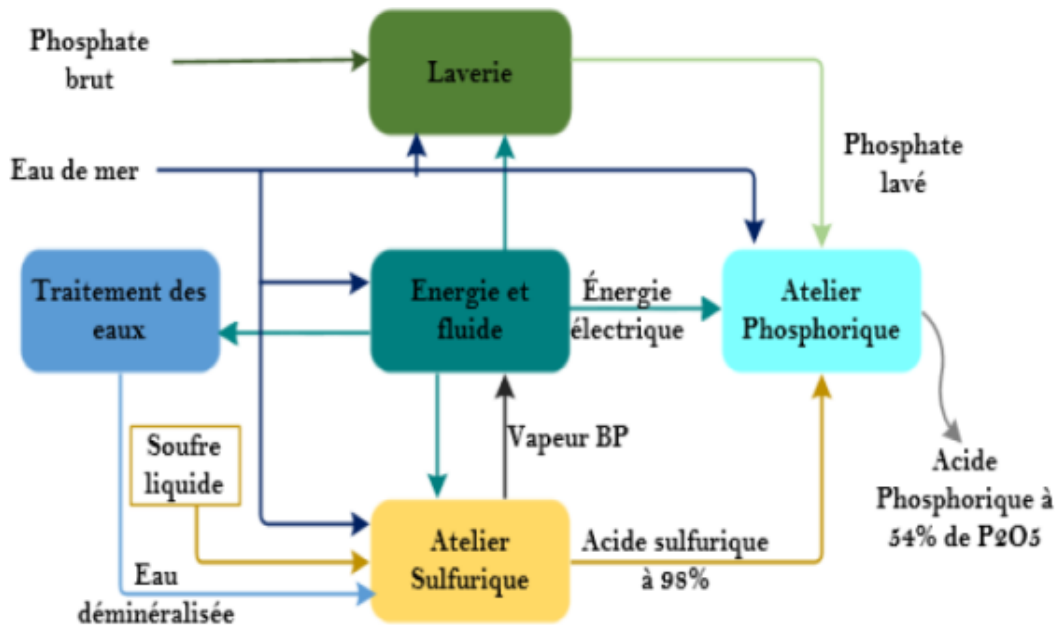 Phosphate
brut
Laverie
Eau de mer
Phosphate
lavé
Traitement des
eaux
Energie et
fluide
Énergie
électrique
Atelier
Phosphorique
Soufre
liquide
Vapeur BP
Acide
Phosphorique à
54% de P2O5
Atelier
Sulfurique
Acide sulfurique
à 98%
Eau
déminéralisée